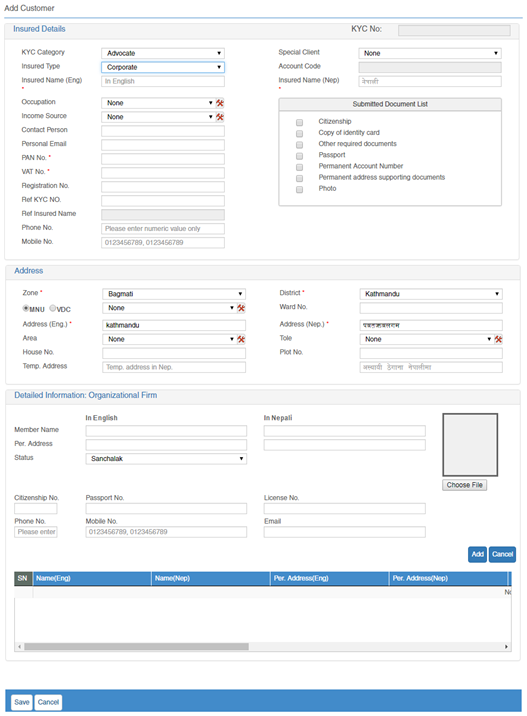 Add Customer
Insured Details
KYC No:
KYC Category Advocate Special Client None
Insured Type Corporate Account Code
Insured Name (Eng) * In English Insured Name (Nep) * नेपाली
Occupation None
Income Source None
Contact Person
Personal Email
PAN No. *
VAT No. *
Registration No.
Ref KYC NO.
Ref Insured Name
Phone No. Please enter numeric value only
Mobile No. 0123456789, 0123456789
Submitted Document List
Citizenship
Copy of identity card
Other required documents
Passport
Permanent Account Number
Permanent address supporting documents
Photo
Address
Zone * Bagmati District * Kathmandu
MNU VDC None Ward No.
Address (Eng.) * kathmandu Address (Nep.) *
Area None Tole None
House No. Plot No.
Temp. Address Temp. address in Nep. अस्थायी ठेगाना नेपालीमा
Detailed Information: Organizational Firm
In English In Nepali
Member Name
Per. Address
Status Sanchalak
Choose File
Citizenship No. Passport No. License No.
Phone No. Mobile No. Email
Please enter 0123456789, 0123456789
Add Cancel
SN Name(Eng) Name(Nep) Per. Address(Eng) Per. Address(Nep)
No
Save Cancel